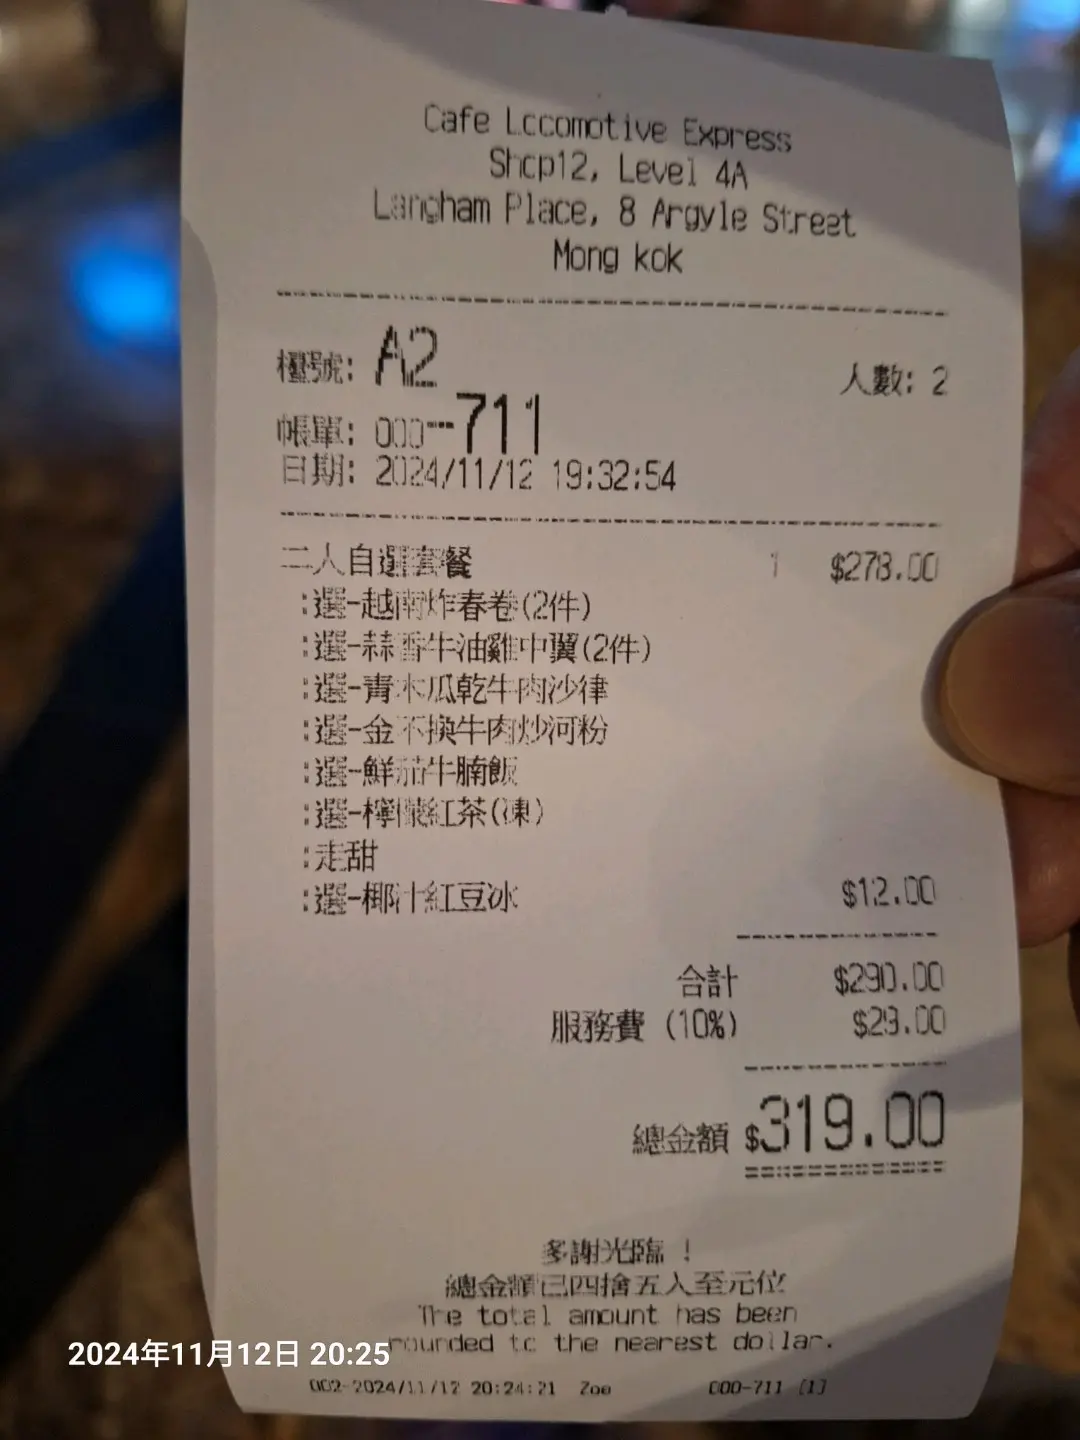 Cafe Locomotive Express
Shop12, Level 4A
Langham Place, 8 Argyle Street
Mong kok
檯號: A2
人數: 2
帳單: 000--711
日期: 2024/11/12 19:32:54
二人自選套餐 1 $278.00
:選-越南炸春卷(2件)
:選-蒜香牛油雞中翼(2件)
:選-青木瓜乾牛肉沙律
:選-金不換牛肉炒河粉
:選-鮮茄牛腩飯
:選-檸檬紅茶(凍)
:走甜
:選-椰汁紅豆冰 $12.00
合計 $290.00
服務費 (10%) $29.00
總金額 $319.00
多謝光臨 !
總金額已四捨五入至元位
The total amount has been
rounded to the nearest dollar.
2024年11月12日 20:25
002-2024/11/12 20:24:21 Zoe 000-711 [1]